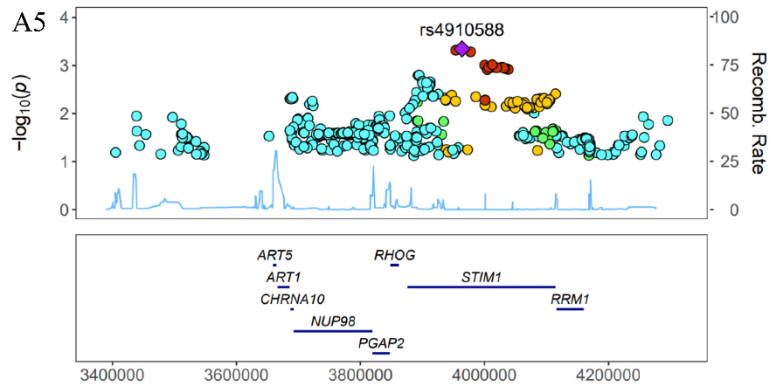 A5
rs4910588
−log10(p)
4
3
2
1
0
Recomb. Rate
100
75
50
25
0
ART5
RHOG
ART1
STIM1
CHRNA10
RRM1
NUP98
PGAP2
3400000 3600000 3800000 4000000 4200000